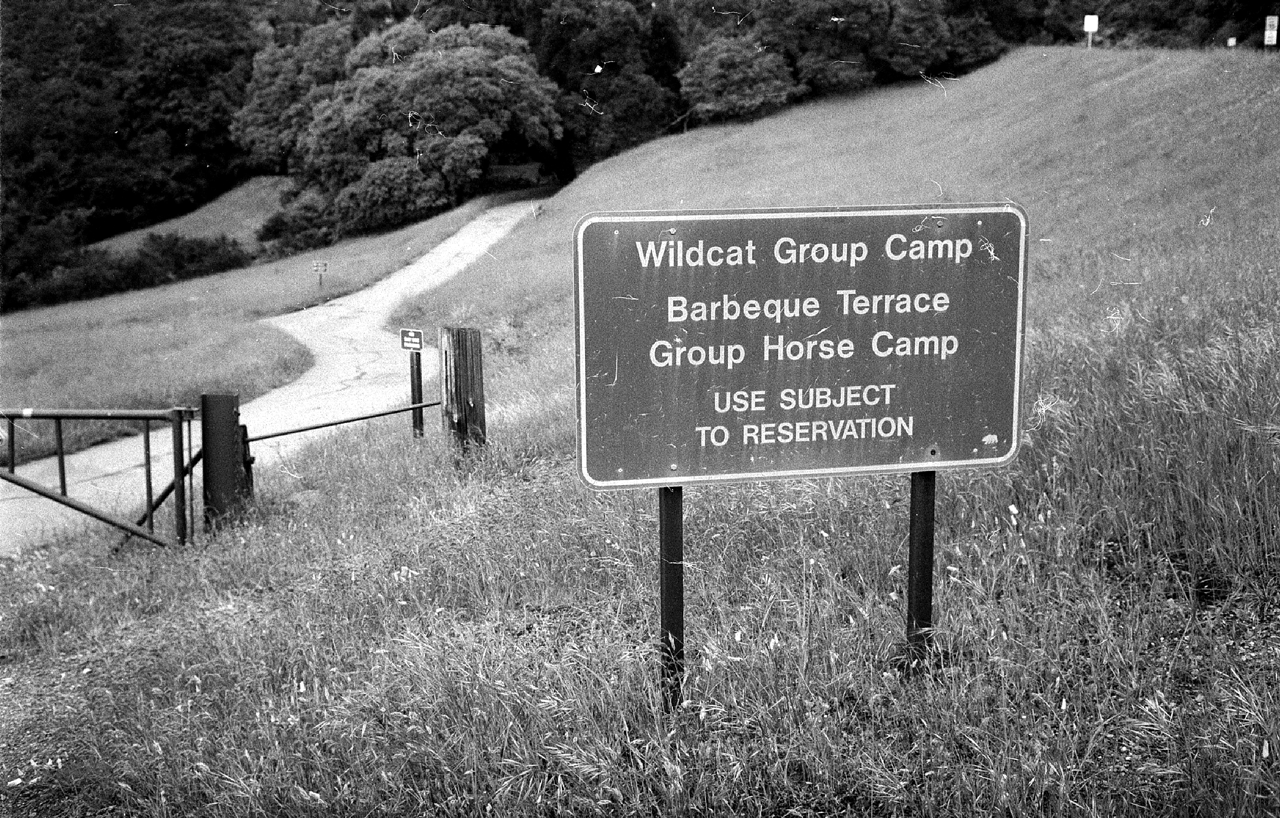 Wildcat Group Camp
Barbeque Terrace
Group Horse Camp
USE SUBJECT
TO RESERVATION